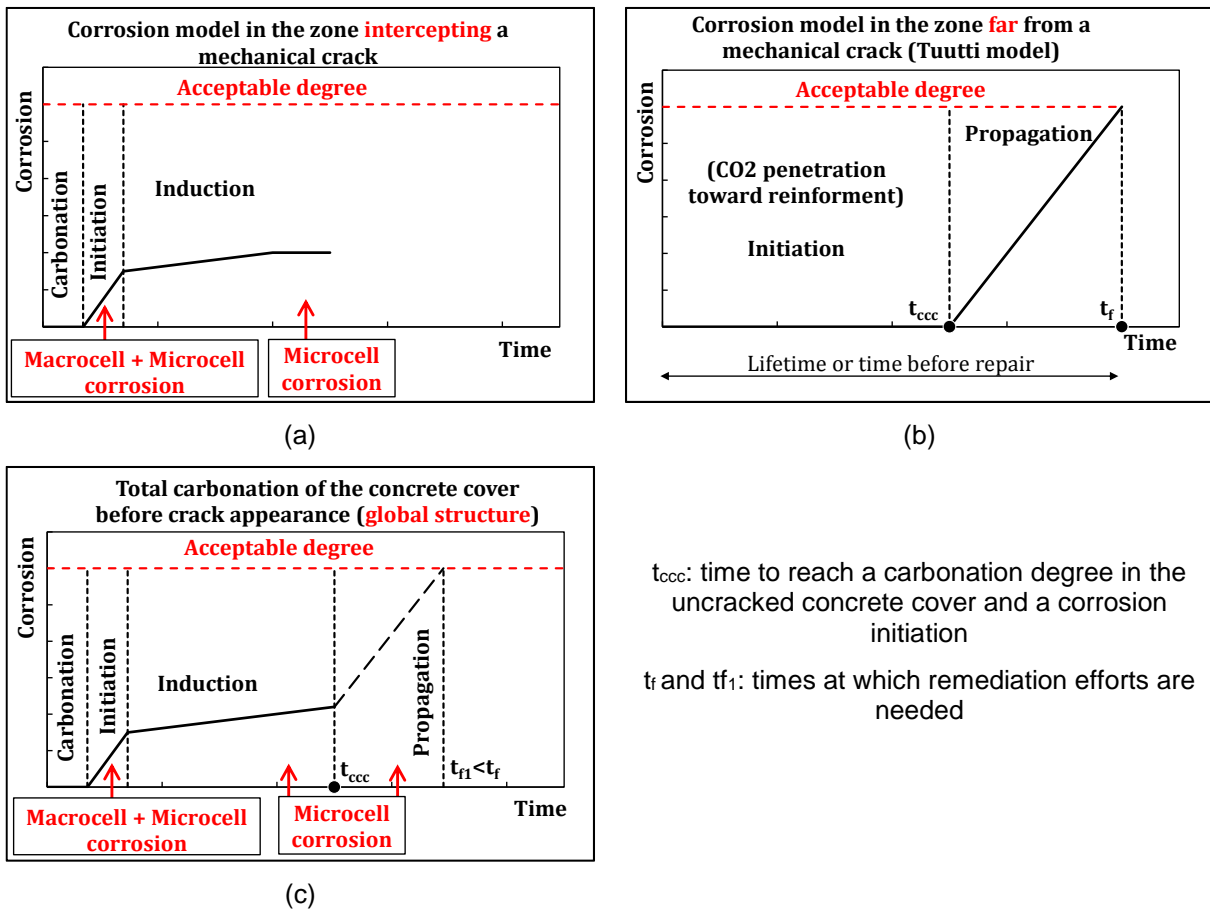 Corrosion model in the zone intercepting a
mechanical crack
Acceptable degree
Corrosion
Carbonation
Initiation
Induction
Time
Macrocell + Microcell
corrosion
Microcell
corrosion
(a)
Corrosion model in the zone far from a
mechanical crack (Tuutti model)
Acceptable degree
Corrosion
Propagation
(CO2 penetration
toward reinforment)
Initiation
tccc
tf
Time
Lifetime or time before repair
(b)
Total carbonation of the concrete cover
before crack appearance (global structure)
Acceptable degree
Corrosion
Carbonation
Initiation
Induction
Propagation
tccc
tf1<tf
Time
Macrocell + Microcell
corrosion
Microcell
corrosion
(c)
tccc: time to reach a carbonation degree in the
uncracked concrete cover and a corrosion
initiation
tf and tf1: times at which remediation efforts are
needed